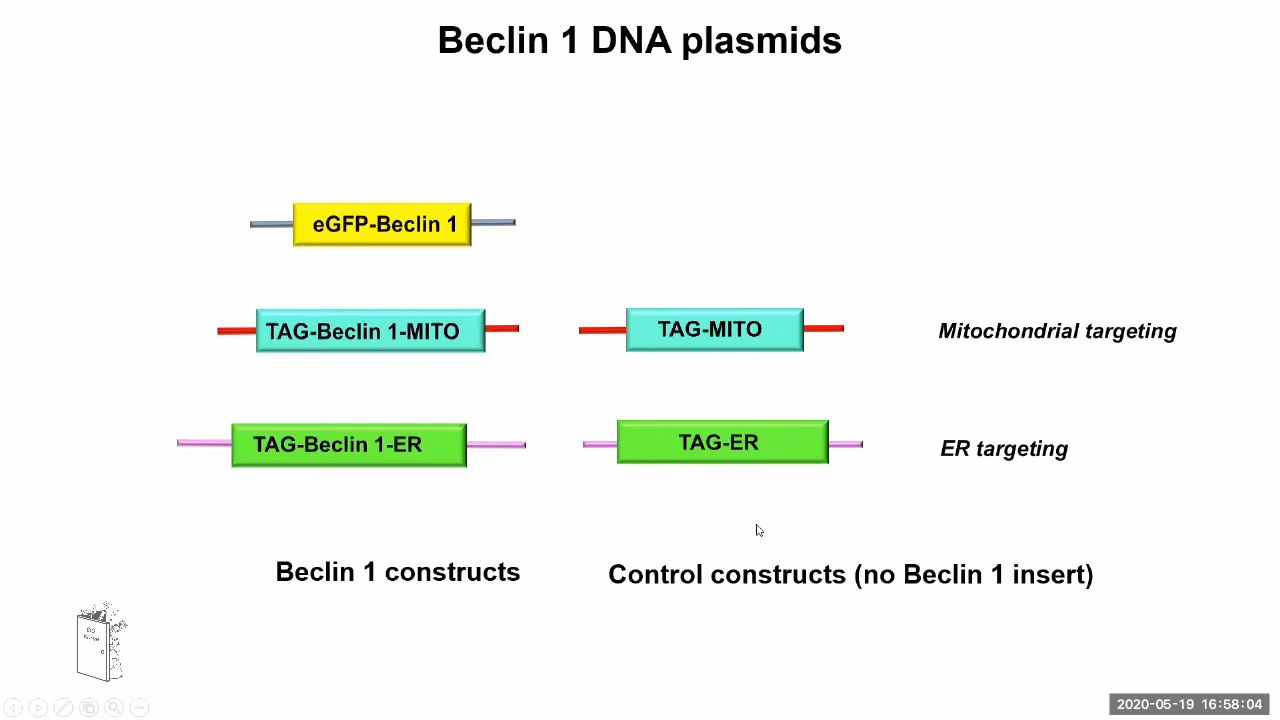 Beclin 1 DNA plasmids
eGFP-Beclin 1
TAG-Beclin 1-MITO
TAG-MITO
Mitochondrial targeting
TAG-Beclin 1-ER
TAG-ER
ER targeting
Beclin 1 constructs
Control constructs (no Beclin 1 insert)
2020-05-19 16:58:04